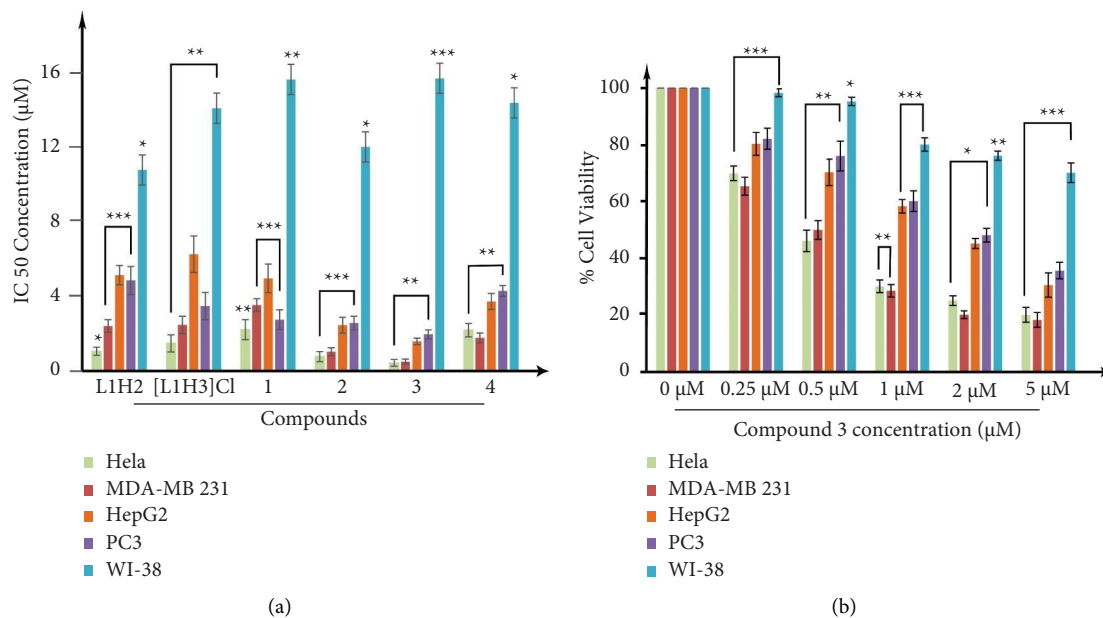 IC 50 Concentration (μM)
16
12
8
4
0
*
***
*
**
**
***
**
***
*
**
***
**
*
L1H2 [L1H3]Cl 1 2 3 4
Compounds
Hela
MDA-MB 231
HepG2
PC3
WI-38
(a)
% Cell Viability
100
80
60
40
20
0
***
**
*
**
***
*
**
***
0 μM 0.25 μM 0.5 μM 1 μM 2 μM 5 μM
Compound 3 concentration (μM)
Hela
MDA-MB 231
HepG2
PC3
WI-38
(b)